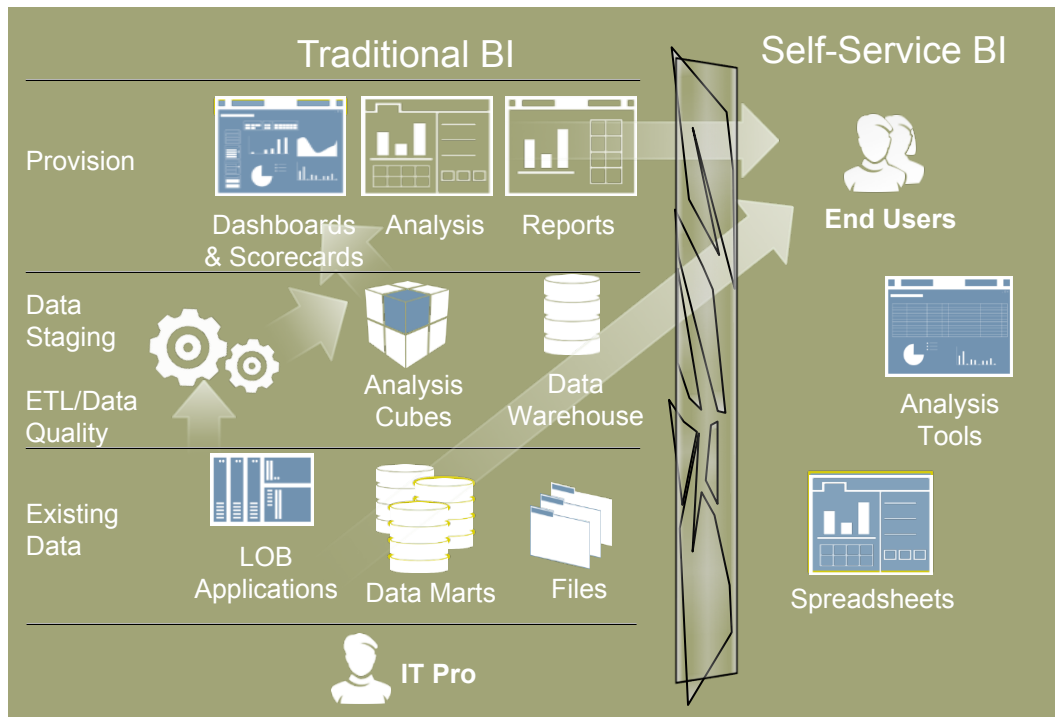 Traditional BI
Self-Service BI
Provision
Dashboards
& Scorecards
Analysis
Reports
End Users
Data
Staging
ETL/Data
Quality
Analysis
Cubes
Data
Warehouse
Analysis
Tools
Existing
Data
LOB
Applications
Data Marts
Files
Spreadsheets
IT Pro